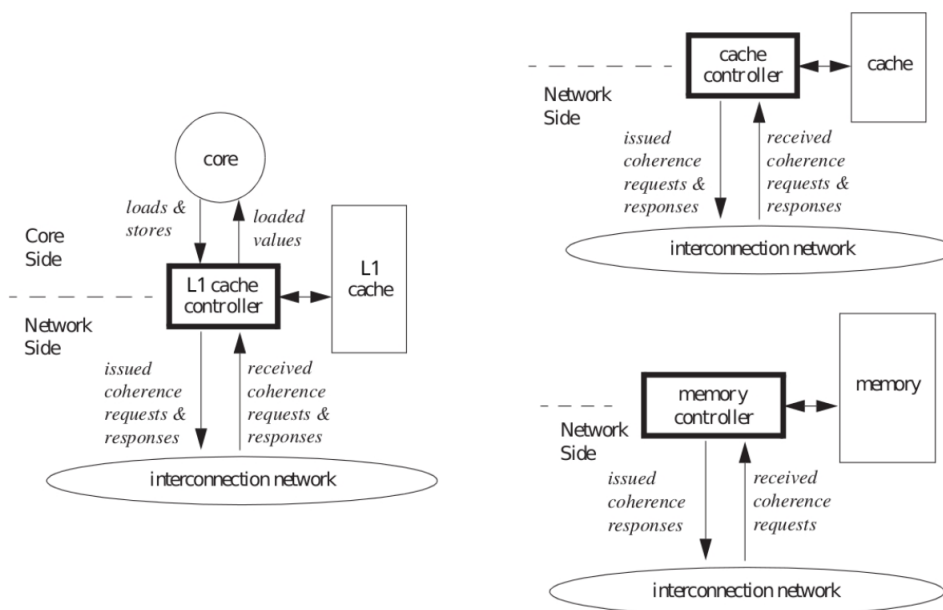 core
loads &
stores
loaded
values
Core
Side
L1 cache
controller
L1
cache
Network
Side
issued
coherence
requests &
responses
received
coherence
requests &
responses
interconnection network
cache
controller
cache
Network
Side
issued
coherence
requests &
responses
received
coherence
requests &
responses
interconnection network
memory
controller
memory
Network
Side
issued
coherence
responses
received
coherence
requests
interconnection network